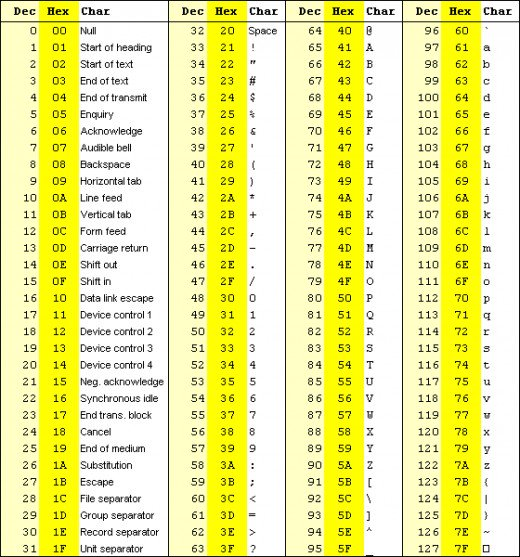 Dec Hex Char Dec Hex Char Dec Hex Char Dec Hex Char
0 00 Null 32 20 Space 64 40 @ 96 60 `
1 01 Start of heading 33 21 ! 65 41 A 97 61 a
2 02 Start of text 34 22 " 66 42 B 98 62 b
3 03 End of text 35 23 # 67 43 C 99 63 c
4 04 End of transmit 36 24 $ 68 44 D 100 64 d
5 05 Enquiry 37 25 % 69 45 E 101 65 e
6 06 Acknowledge 38 26 & 70 46 F 102 66 f
7 07 Audible bell 39 27 ' 71 47 G 103 67 g
8 08 Backspace 40 28 ( 72 48 H 104 68 h
9 09 Horizontal tab 41 29 ) 73 49 I 105 69 i
10 0A Line feed 42 2A * 74 4A J 106 6A j
11 0B Vertical tab 43 2B + 75 4B K 107 6B k
12 0C Form feed 44 2C , 76 4C L 108 6C l
13 0D Carriage return 45 2D - 77 4D M 109 6D m
14 0E Shift out 46 2E . 78 4E N 110 6E n
15 0F Shift in 47 2F / 79 4F O 111 6F o
16 10 Data link escape 48 30 0 80 50 P 112 70 p
17 11 Device control 1 49 31 1 81 51 Q 113 71 q
18 12 Device control 2 50 32 2 82 52 R 114 72 r
19 13 Device control 3 51 33 3 83 53 S 115 73 s
20 14 Device control 4 52 34 4 84 54 T 116 74 t
21 15 Neg. acknowledge 53 35 5 85 55 U 117 75 u
22 16 Synchronous idle 54 36 6 86 56 V 118 76 v
23 17 End trans. block 55 37 7 87 57 W 119 77 w
24 18 Cancel 56 38 8 88 58 X 120 78 x
25 19 End of medium 57 39 9 89 59 Y 121 79 y
26 1A Substitution 58 3A : 90 5A Z 122 7A z
27 1B Escape 59 3B ; 91 5B [ 123 7B {
28 1C File separator 60 3C < 92 5C \ 124 7C |
29 1D Group separator 61 3D = 93 5D ] 125 7D }
30 1E Record separator 62 3E > 94 5E ^ 126 7E ~
31 1F Unit separator 63 3F ? 95 5F _ 127 7F □